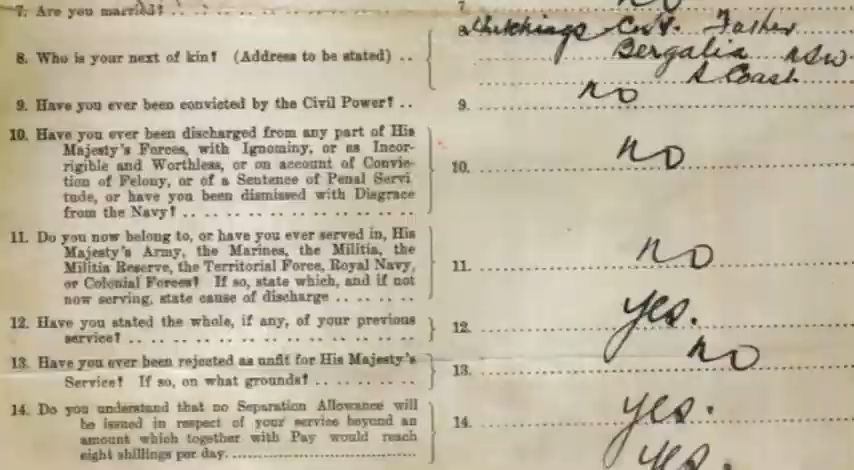 7. Are you married? .. .. .. .. .. .. .. 7. No
8. Who is your next of kin? (Address to be stated) .. 8. Father
Bergalia NSW
S Coast
9. Have you ever been convicted by the Civil Power? .. 9. No
10. Have you ever been discharged from any part of His
Majesty's Forces, with Ignominy, or as Incor-
rigible and Worthless, or on account of Convic-
tion of Felony, or of a Sentence of Penal Servi
tude, or have you been dismissed with Disgrace
from the Navy? .. .. .. .. .. .. .. 10. No
11. Do you now belong to, or have you ever served in, His
Majesty's Army, the Marines, the Militia, the
Militia Reserve, the Territorial Force, Royal Navy,
or Colonial Forces? If so, state which, and if not
now serving, state cause of discharge .. .. .. .. 11. No
12. Have you stated the whole, if any, of your previous
service? .. .. .. .. .. .. .. .. 12. Yes.
13. Have you ever been rejected as unfit for His Majesty's
Service? If so, on what grounds? .. .. .. .. .. 13. No
14. Do you understand that no Separation Allowance will
be issued in respect of your service beyond an
amount which together with Pay would reach
eight shillings per day. 14. Yes.
Yes.